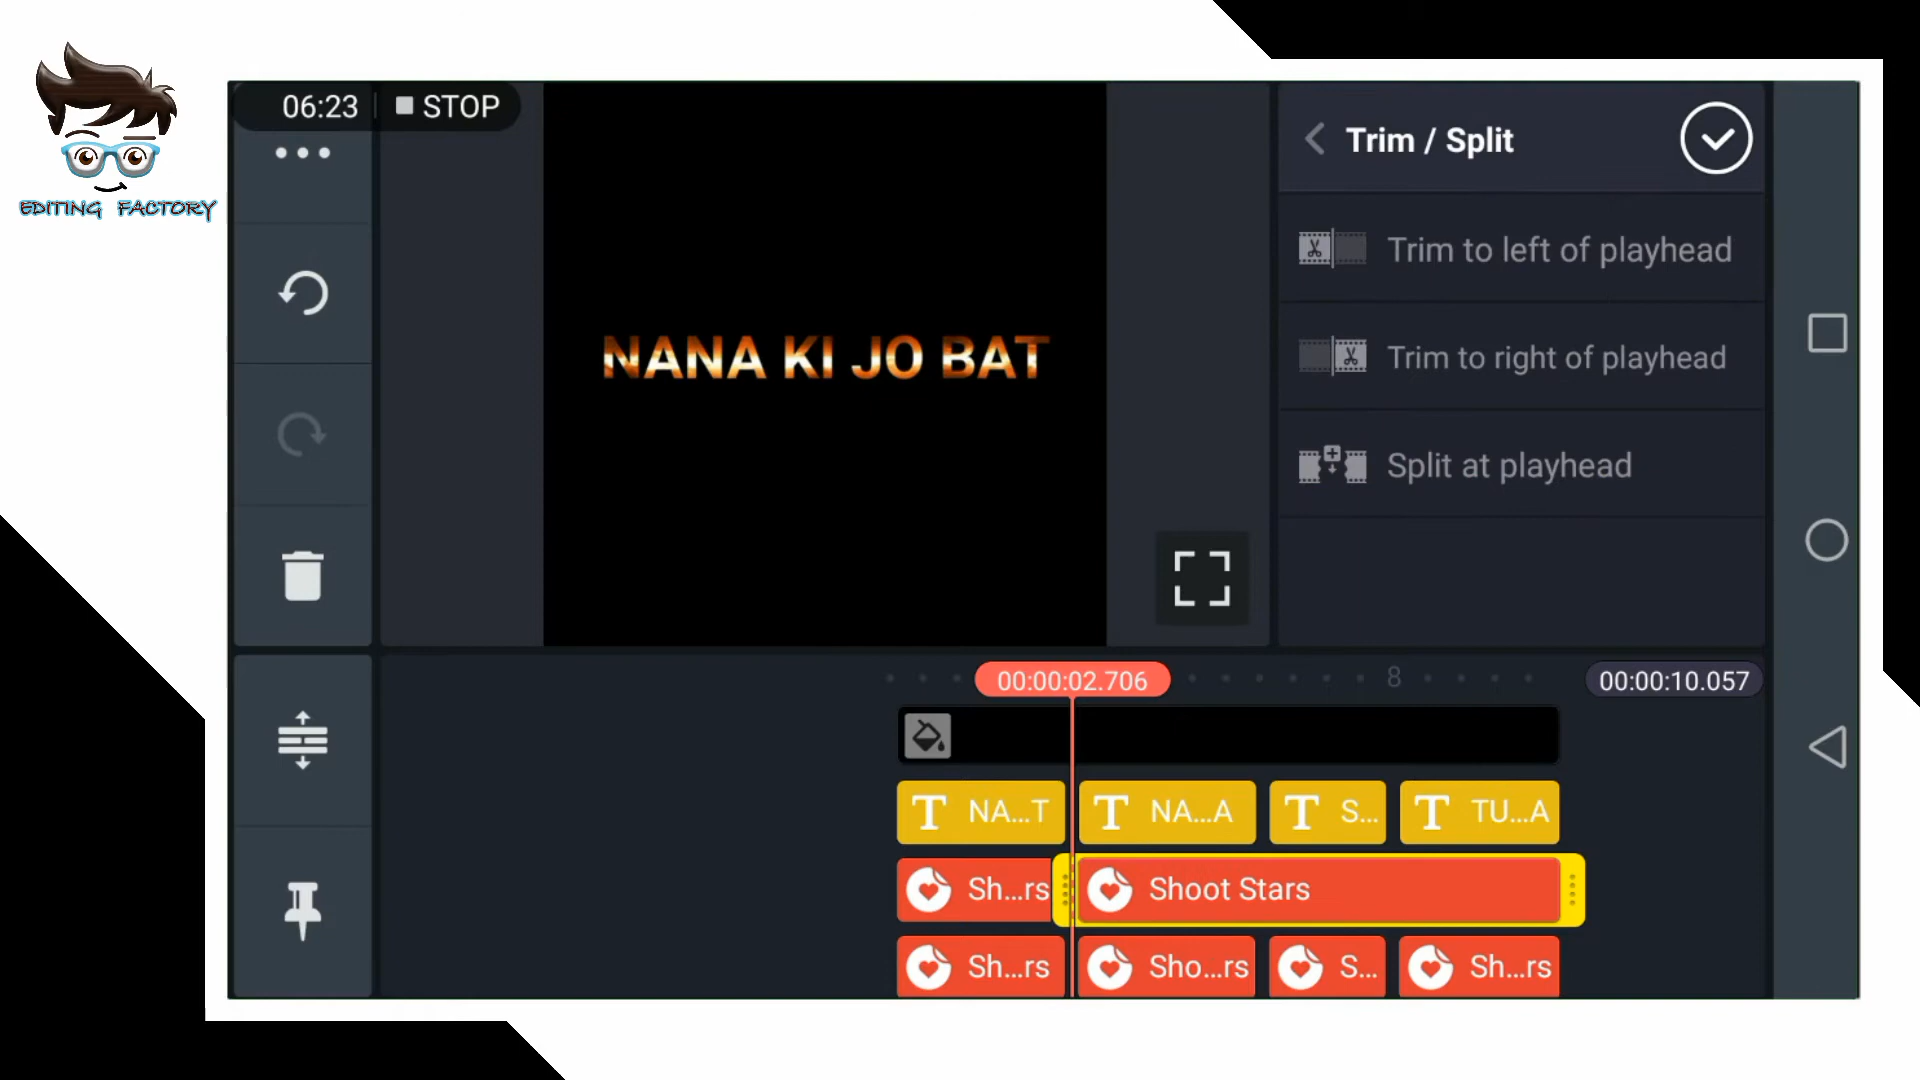 EDITING FACTORY
06:23
STOP
Trim / Split
Trim to left of playhead
NANA KI JO BAT
Trim to right of playhead
Split at playhead
00:00:02.706
8
00:00:10.057
T NA...T
T NA...A
T S...
T TU...A
Sh...rs
Shoot Stars
Sh...rs
Sho...rs
S...
Sh...rs